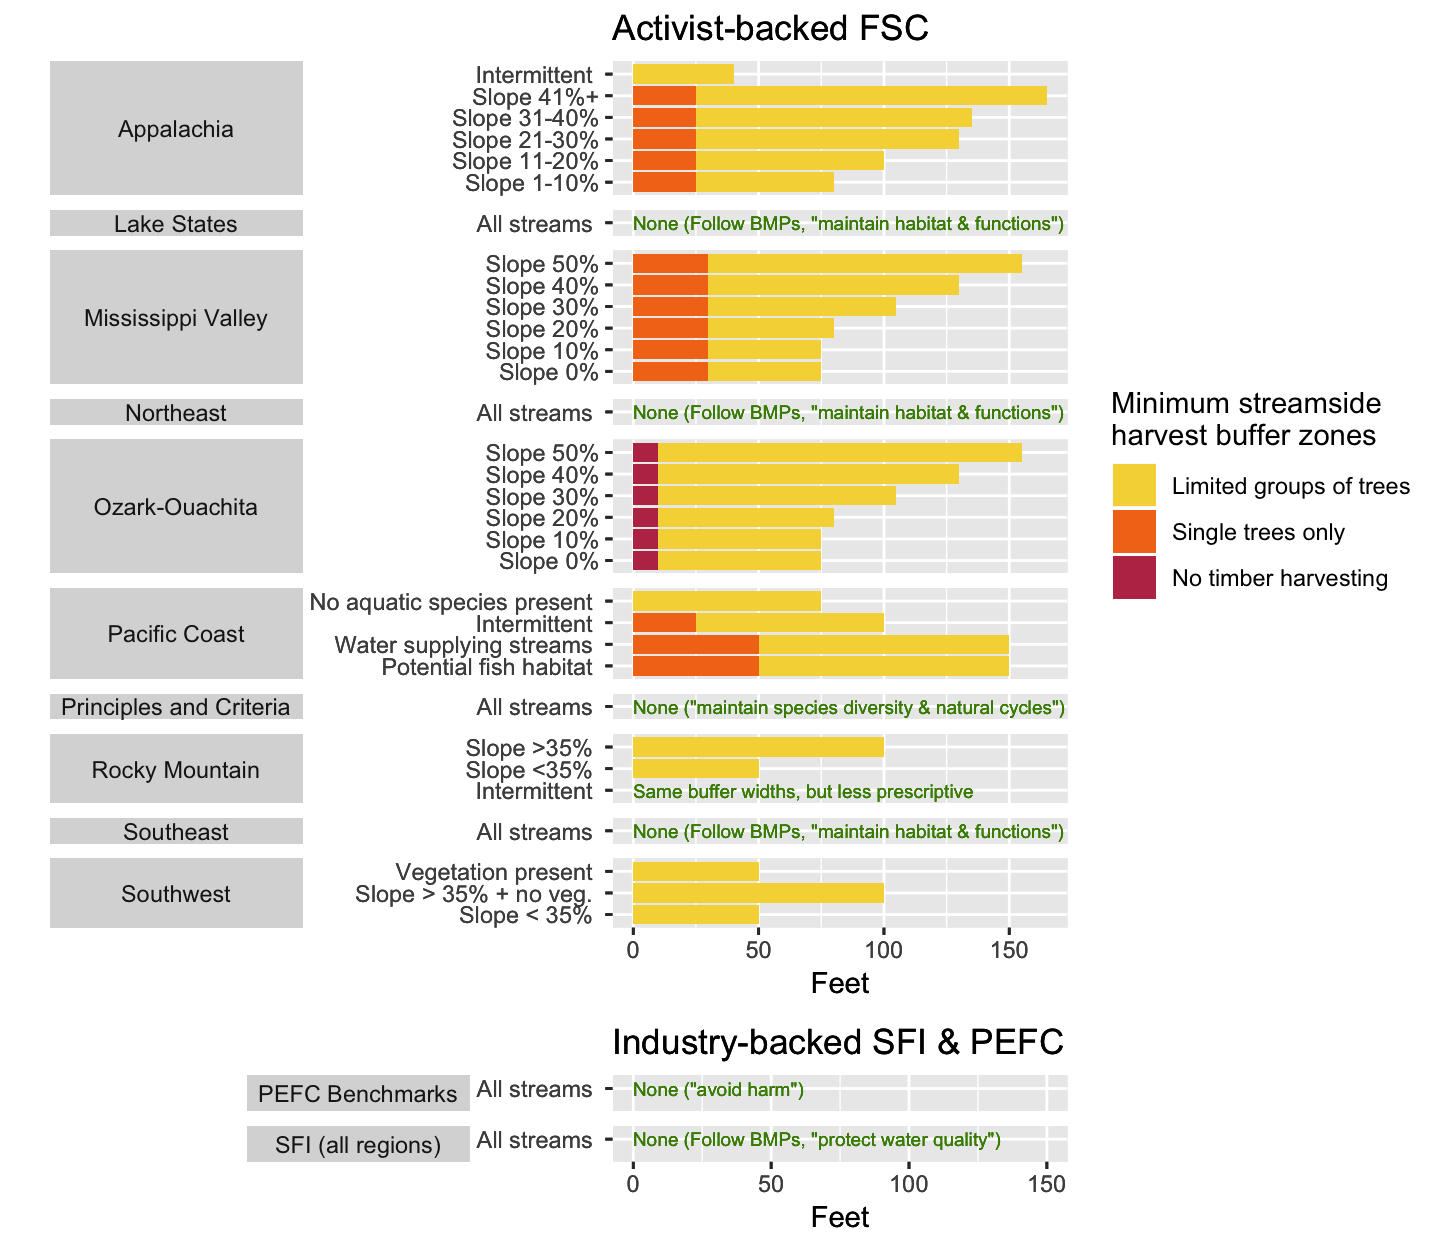 Activist-backed FSC
Appalachia
Intermittent
Slope 41%+
Slope 31-40%
Slope 21-30%
Slope 11-20%
Slope 1-10%
Lake States
All streams
None (Follow BMPs, "maintain habitat & functions")
Mississippi Valley
Slope 50%
Slope 40%
Slope 30%
Slope 20%
Slope 10%
Slope 0%
Northeast
All streams
None (Follow BMPs, "maintain habitat & functions")
Ozark-Ouachita
Slope 50%
Slope 40%
Slope 30%
Slope 20%
Slope 10%
Slope 0%
Pacific Coast
No aquatic species present
Intermittent
Water supplying streams
Potential fish habitat
Principles and Criteria
All streams
None ("maintain species diversity & natural cycles")
Rocky Mountain
Slope >35%
Slope <35%
Intermittent
Same buffer widths, but less prescriptive
Southeast
All streams
None (Follow BMPs, "maintain habitat & functions")
Southwest
Vegetation present
Slope > 35% + no veg.
Slope < 35%
0 50 100 150
Feet
Minimum streamside
harvest buffer zones
Limited groups of trees
Single trees only
No timber harvesting
Industry-backed SFI & PEFC
PEFC Benchmarks
All streams
None ("avoid harm")
SFI (all regions)
All streams
None (Follow BMPs, "protect water quality")
0 50 100 150
Feet